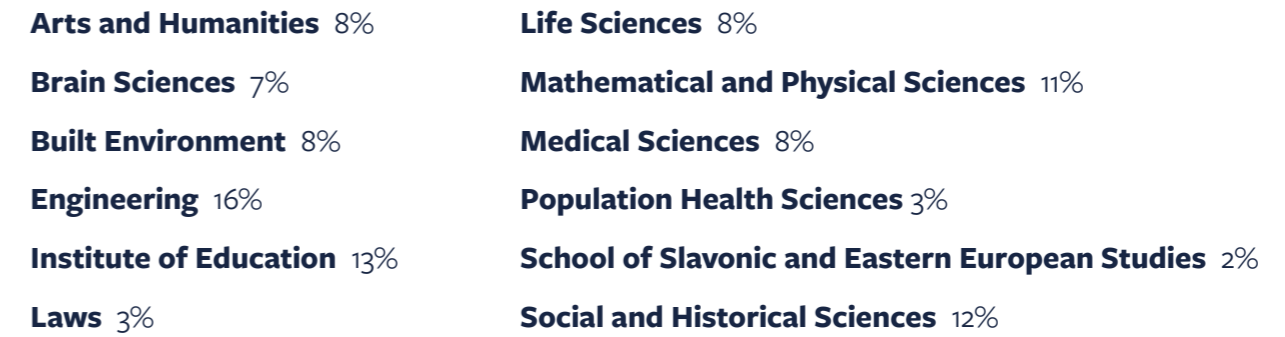 Arts and Humanities 8%
Brain Sciences 7%
Built Environment 8%
Engineering 16%
Institute of Education 13%
Laws 3%
Life Sciences 8%
Mathematical and Physical Sciences 11%
Medical Sciences 8%
Population Health Sciences 3%
School of Slavonic and Eastern European Studies 2%
Social and Historical Sciences 12%